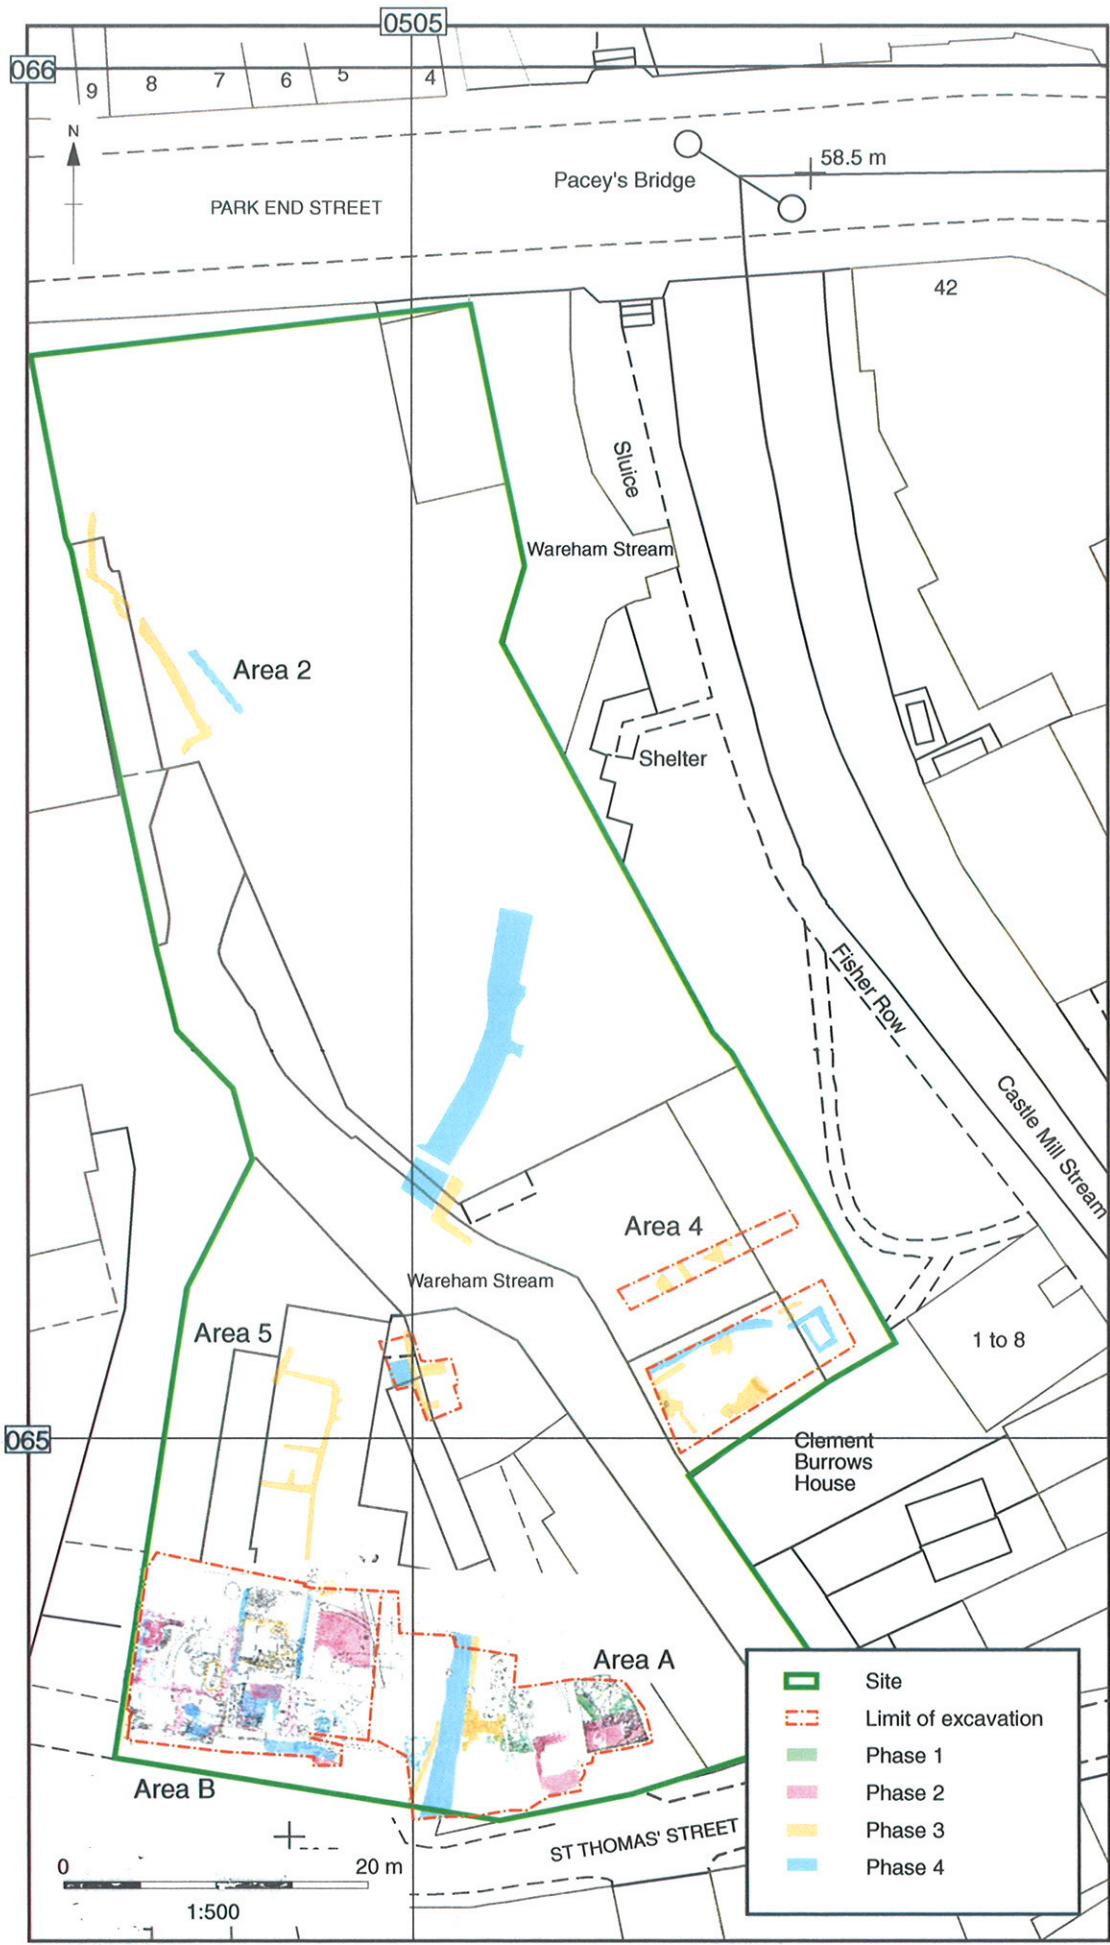 0505
066
9
8
7
6
5
4
N
58.5 m
Pacey's Bridge
PARK END STREET
42
Sluice
Wareham Stream
Area 2
Shelter
Fisher Row
Castle Mill Stream
Area 4
Wareham Stream
Area 5
1 to 8
065
Clement
Burrows
House
Area A
Site
Limit of excavation
Phase 1
Phase 2
Phase 3
Phase 4
Area B
ST THOMAS' STREET
0
20 m
1:500